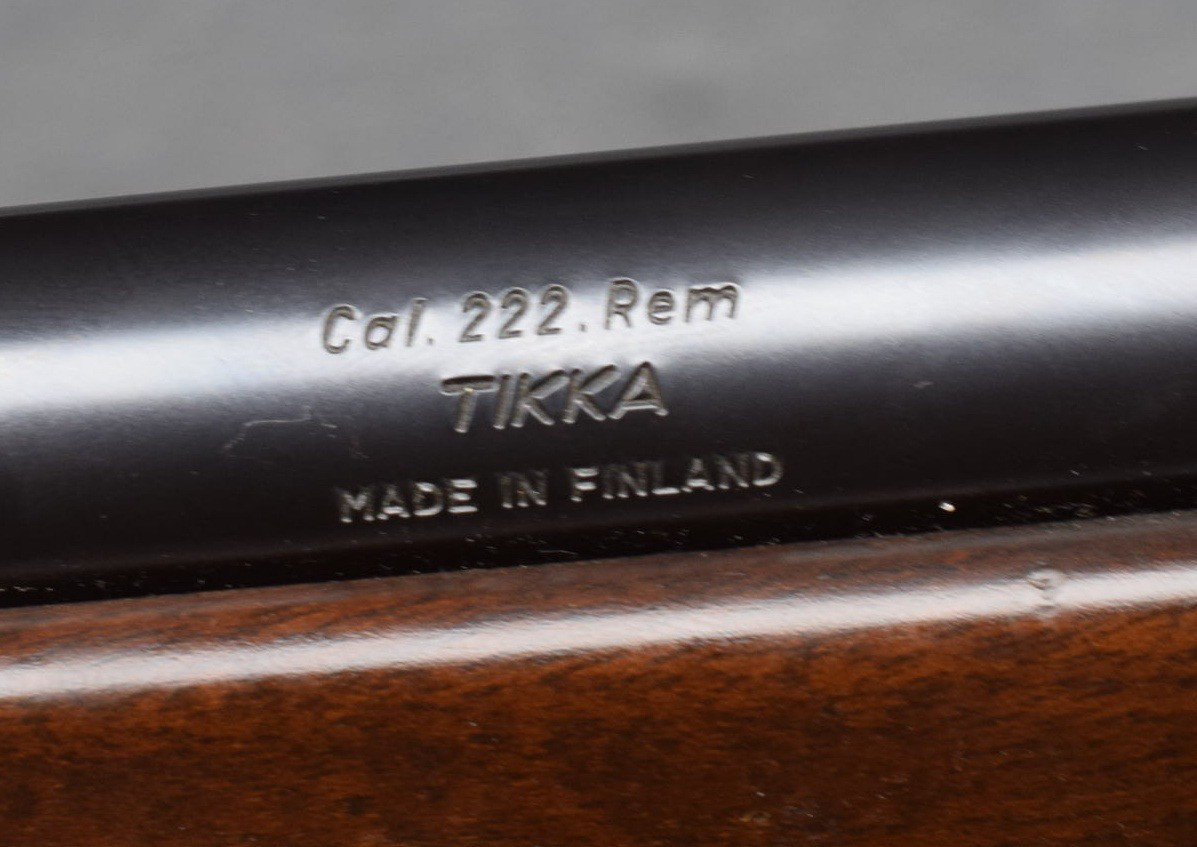 Cal. 222. Rem
TIKKA
MADE IN FINLAND